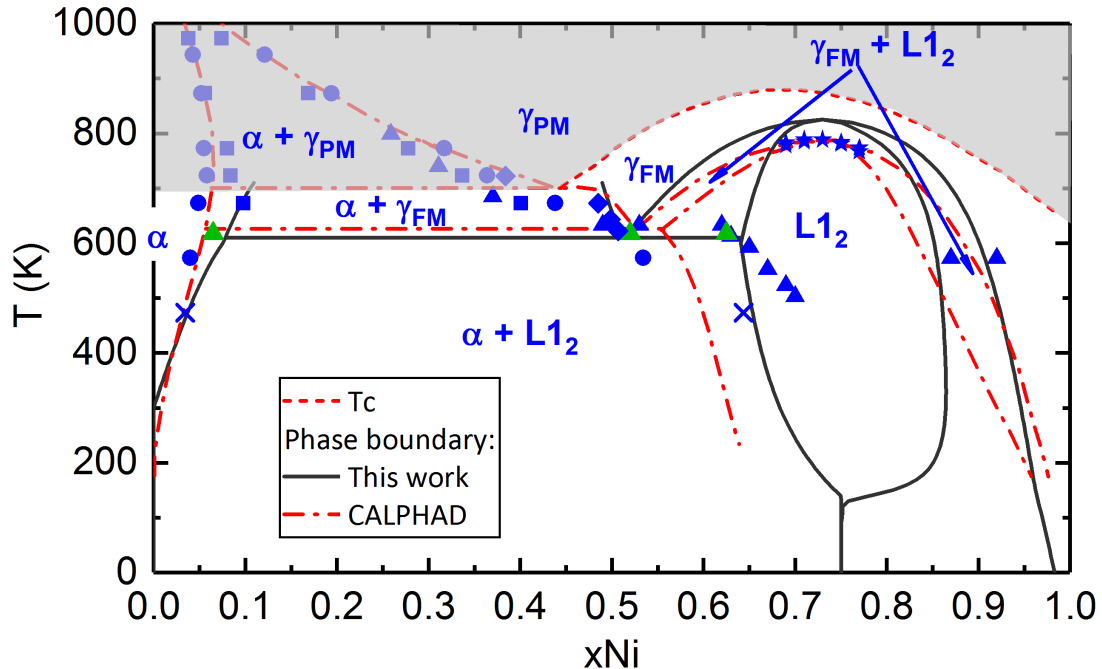 1000
800
600
400
200
0
T (K)
γFM + L12
γPM
α + γPM
γFM
α + γFM
α
L12
α + L12
Tc
Phase boundary:
This work
CALPHAD
0.0 0.1 0.2 0.3 0.4 0.5 0.6 0.7 0.8 0.9 1.0
xNi